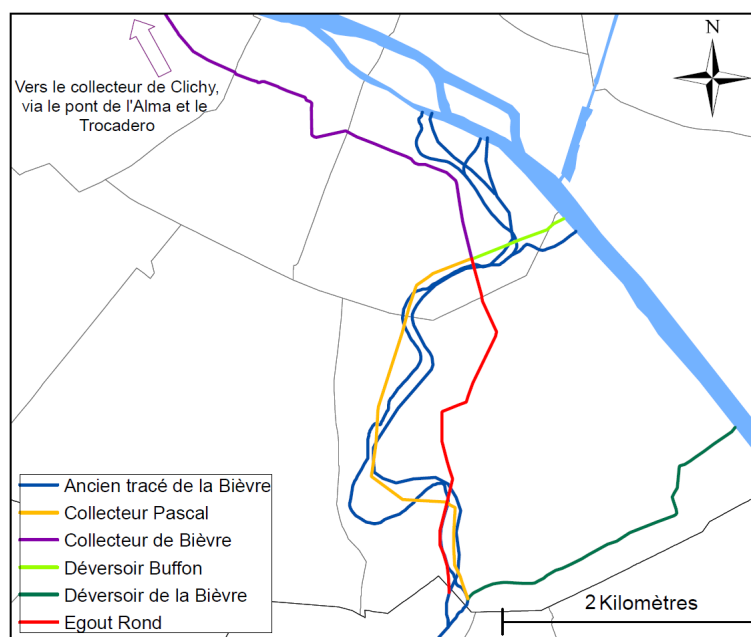 Vers le collecteur de Clichy,
via le pont de l'Alma et le
Trocadero
N
Ancien tracé de la Bièvre
Collecteur Pascal
Collecteur de Bièvre
Déversoir Buffon
Déversoir de la Bièvre
Egout Rond
2 Kilomètres